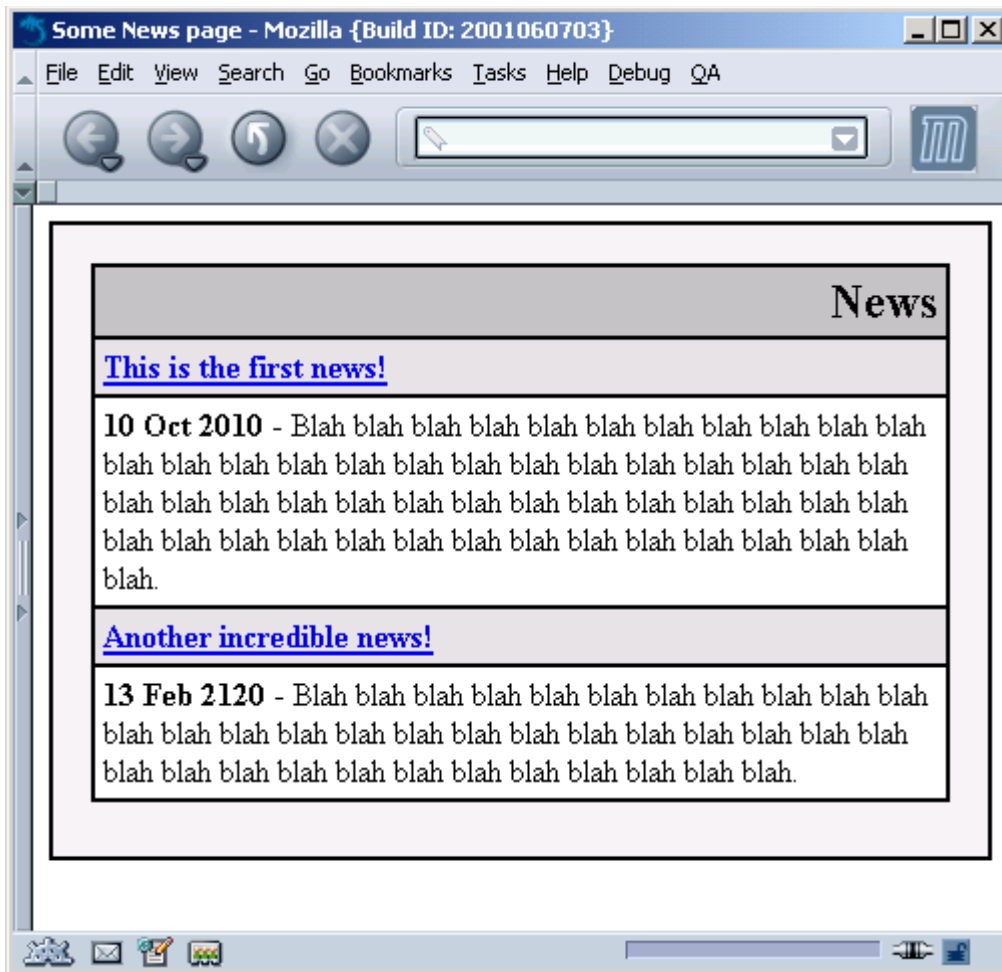 Some News page - Mozilla {Build ID: 2001060703}
File Edit View Search Go Bookmarks Tasks Help Debug QA
News
This is the first news!
10 Oct 2010 - Blah blah blah blah blah blah blah blah blah blah blah
blah blah blah blah blah blah blah blah blah blah blah blah blah blah
blah blah blah blah blah blah blah blah blah blah blah blah blah blah
blah blah blah blah blah blah blah blah blah blah blah blah blah blah
blah.
Another incredible news!
13 Feb 2120 - Blah blah blah blah blah blah blah blah blah blah blah
blah blah blah blah blah blah blah blah blah blah blah blah blah blah
blah blah blah blah blah blah blah blah blah blah blah blah.